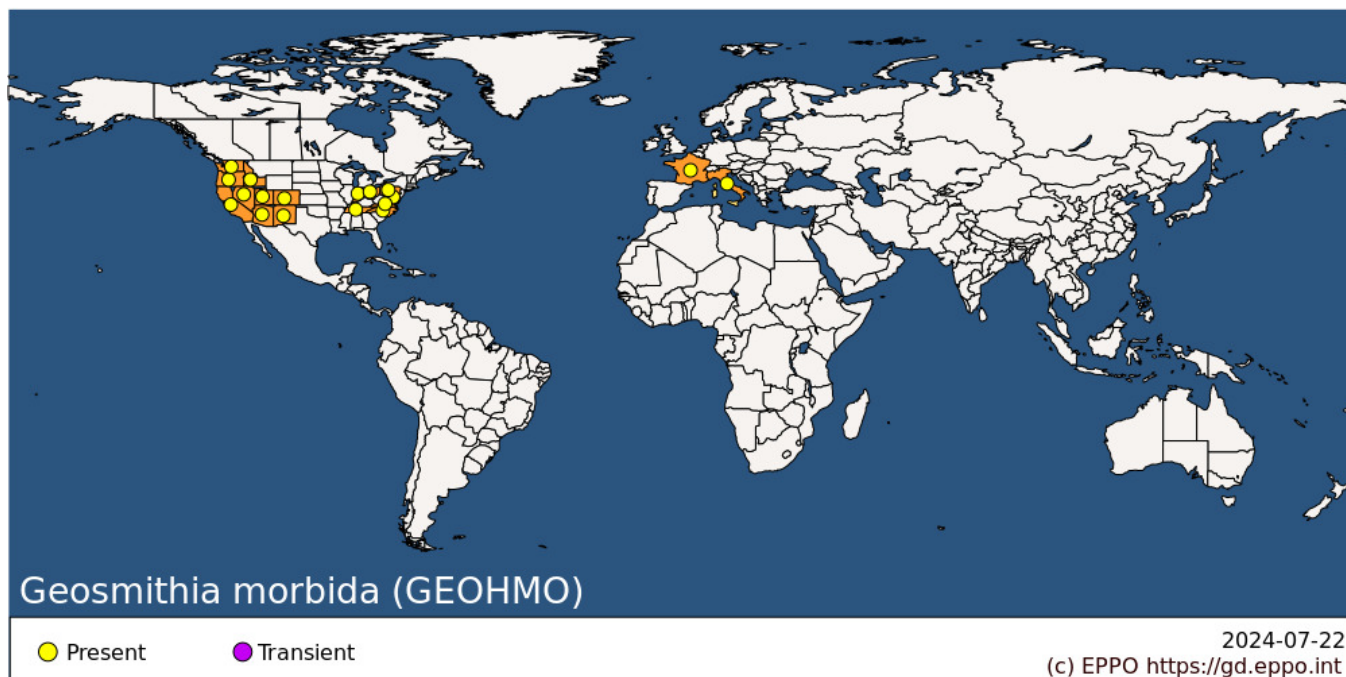 Geosmithia morbida (GEOHMO)
Present
Transient
2024-07-22
(c) EPPO https://gd.eppo.int